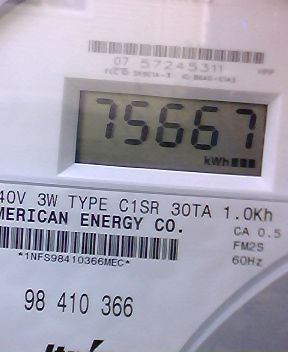 07 57245311
75667
kWh
40V 3W TYPE C1SR 30TA 1.0Kh
MERICAN ENERGY CO.
CA 0.5
FM2S
*1NFS98410366MEC*
60Hz
98 410 366